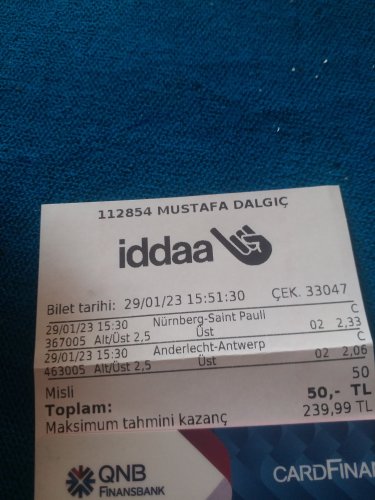 112854 MUSTAFA DALGIÇ
iddaa
Bilet tarihi: 29/01/23 15:51:30 ÇEK. 33047
C
29/01/23 15:30 Nürnberg-Saint Pauli
367005 Alt/Üst 2,5 Üst 02 2,33
C
29/01/23 15:30 Anderlecht-Antwerp
463005 Alt/Üst 2,5 Üst 02 2,06
Misli 50
Toplam: 50,- TL
Maksimum tahmini kazanç 239,99 TL
QNB
FINANSBANK
CARDFINAN